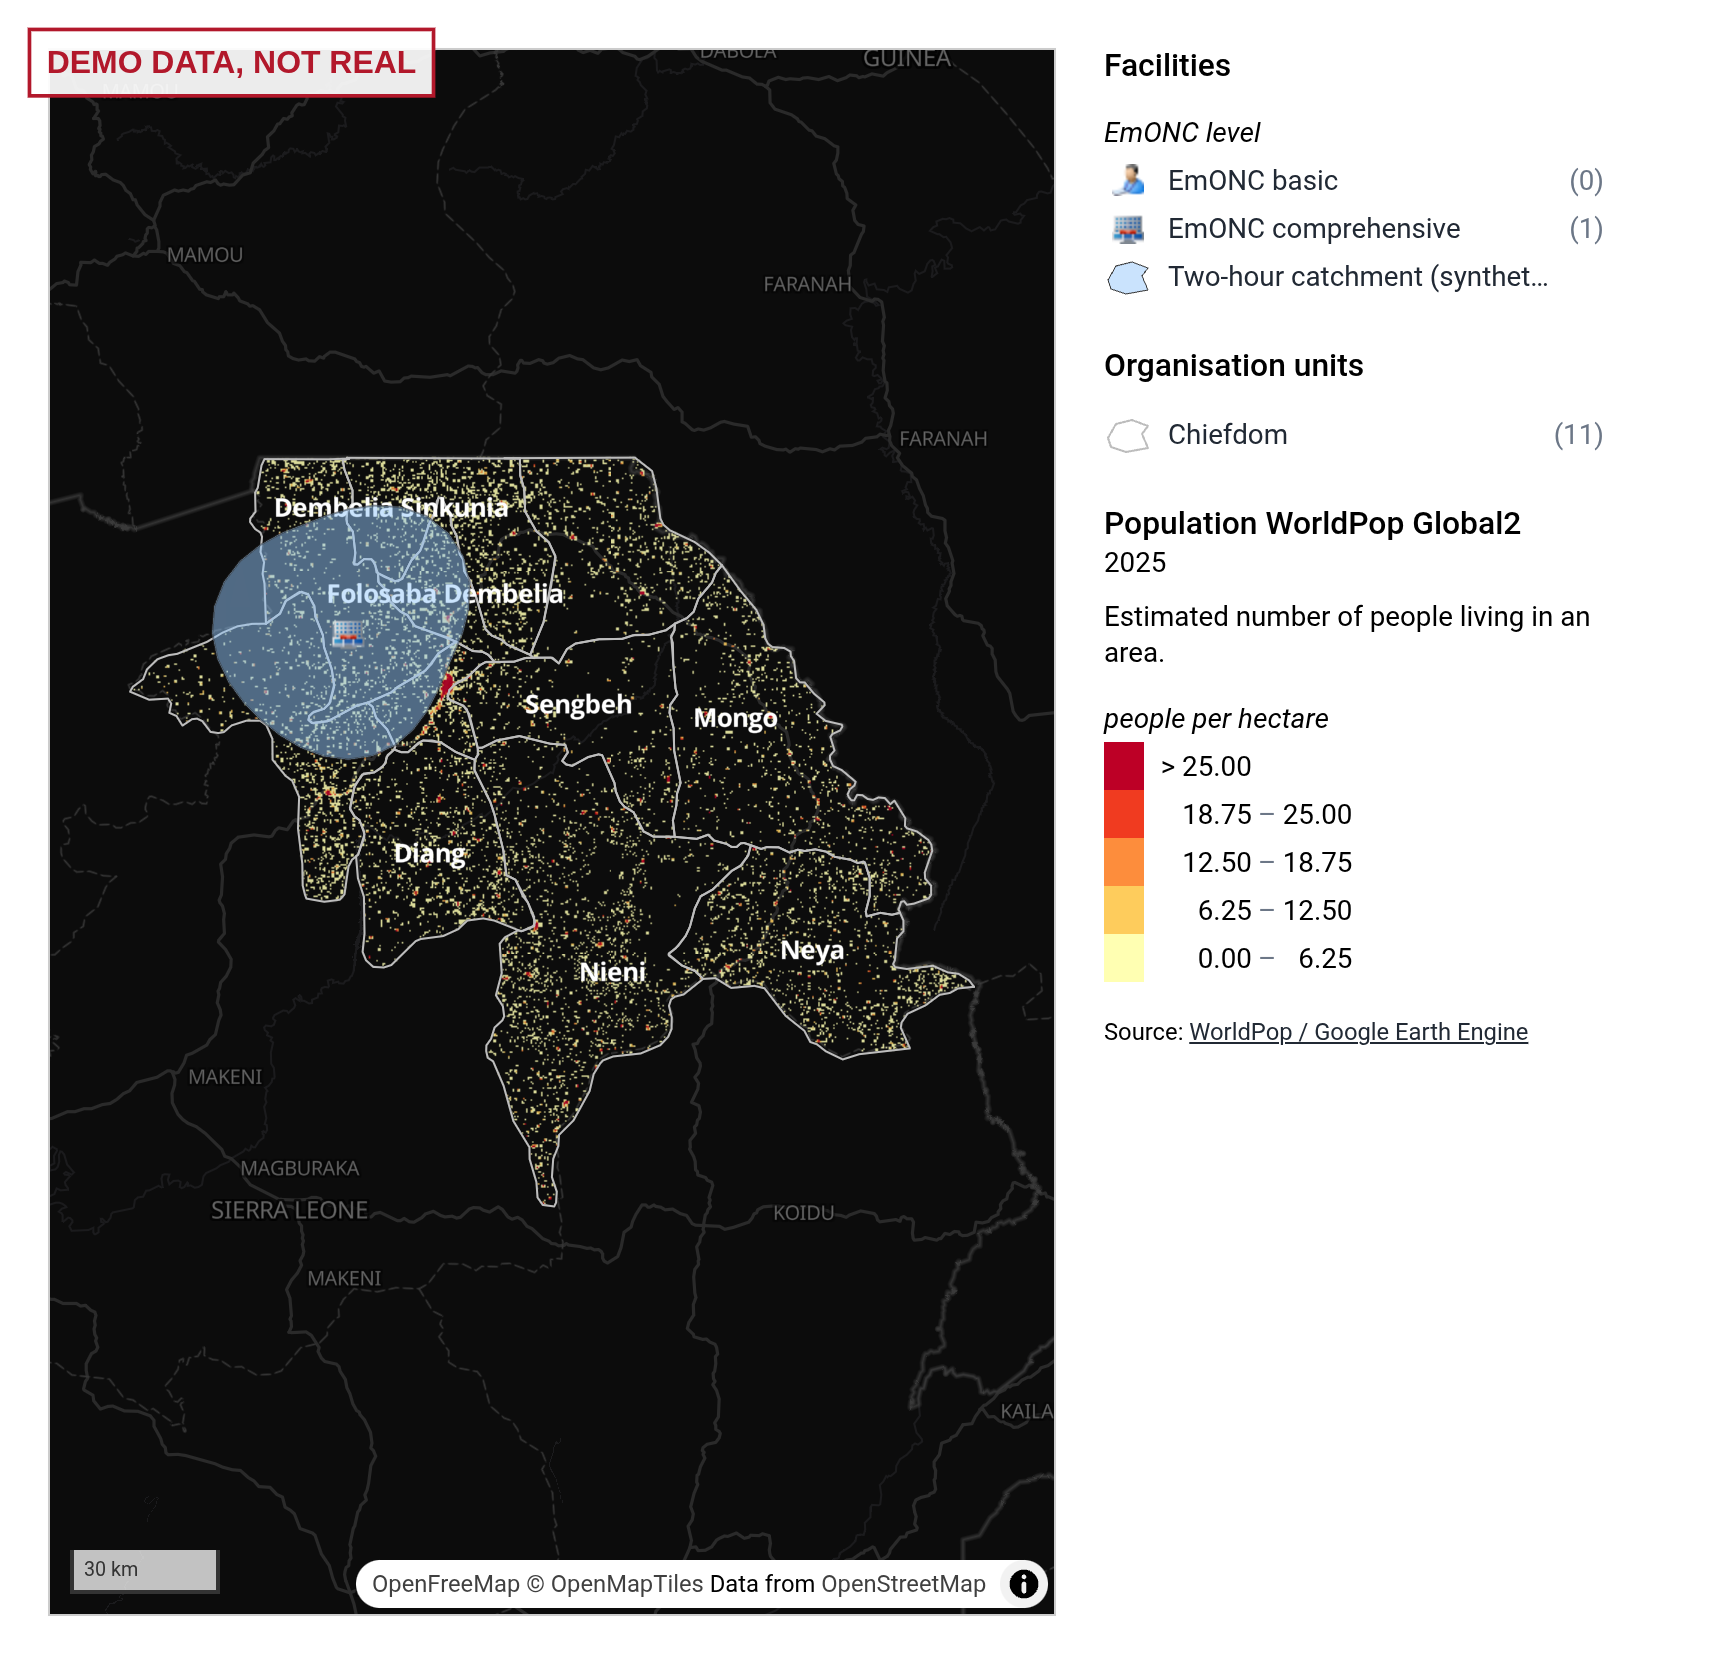 DEMO DATA, NOT REAL
MAMOU
DABOLA
GUINEA
MAMOU
FARANAH
FARANAH
Dembelia Sinkunia
Folosaba Dembelia
Sengbeh
Mongo
Diang
Neya
Nieni
MAKENI
MAGBURAKA
SIERRA LEONE
KOIDU
MAKENI
KAILA
30 km
OpenFreeMap © OpenMapTiles Data from OpenStreetMap
Facilities
EmONC level
EmONC basic (0)
EmONC comprehensive (1)
Two-hour catchment (synthet...
Organisation units
Chiefdom (11)
Population WorldPop Global2
2025
Estimated number of people living in an
area.
people per hectare
> 25.00
18.75 – 25.00
12.50 – 18.75
6.25 – 12.50
0.00 – 6.25
Source: WorldPop / Google Earth Engine